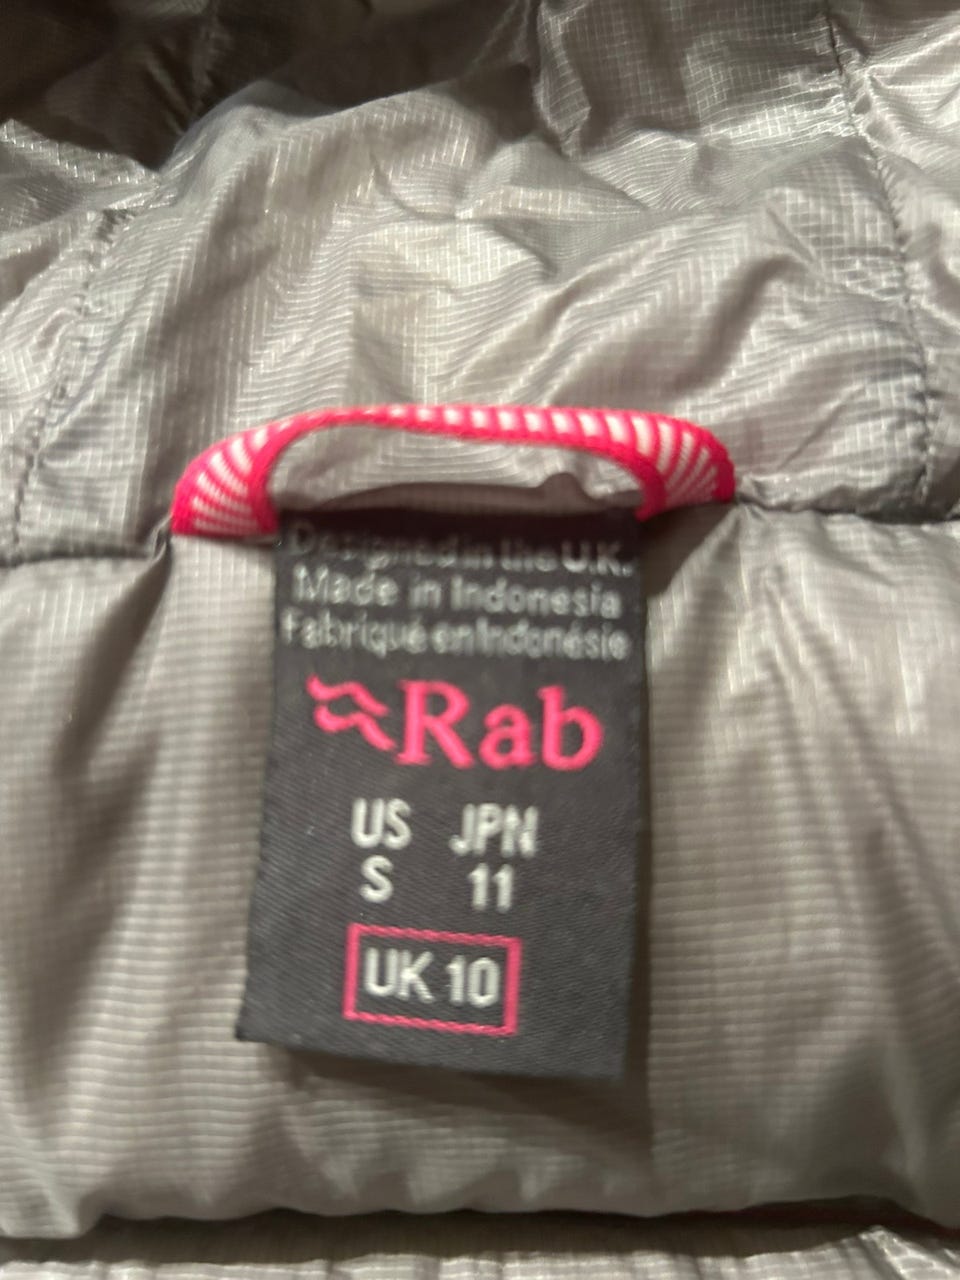 Designed in the U.K.
Made in Indonesia
Fabriqué en Indonésie
Rab
US JPN
S 11
UK 10